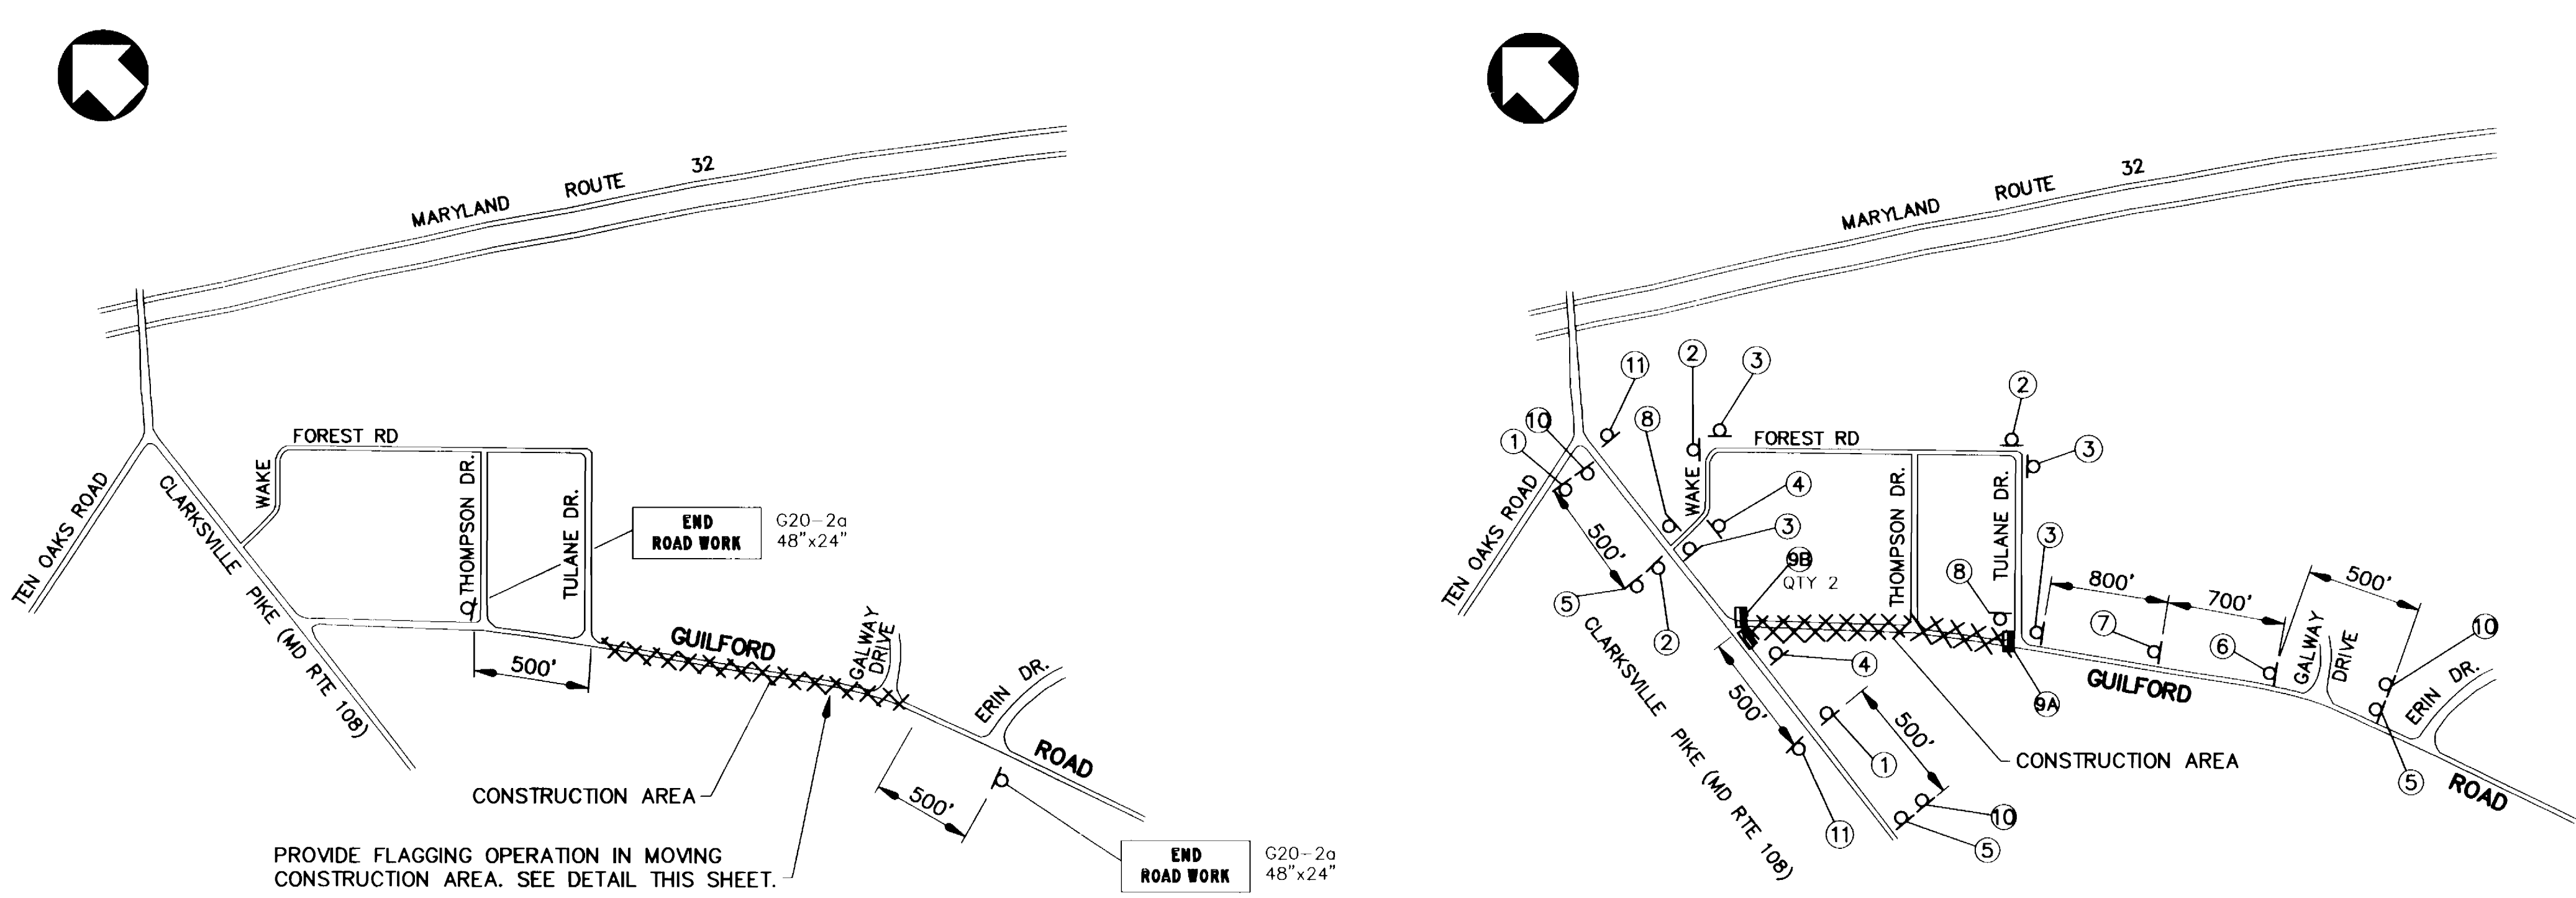 MARYLAND ROUTE 32
FOREST RD
WAKE
THOMPSON DR.
TULANE DR.
TEN OAKS ROAD
CLARKSVILLE PIKE (MD RTE 108)
END
ROAD WORK
G20-2a
48"x24"
500'
GUILFORD
GALWAY
DRIVE
ERIN DR.
ROAD
500'
CONSTRUCTION AREA
PROVIDE FLAGGING OPERATION IN MOVING
CONSTRUCTION AREA. SEE DETAIL THIS SHEET.
END
ROAD WORK
G20-2a
48"x24"
MARYLAND ROUTE 32
11
2
3
10
8
1
FOREST RD
2
3
WAKE
4
3
THOMPSON DR.
TULANE DR.
TEN OAKS ROAD
500'
5
2
9B
QTY 2
8
3
800'
700'
500'
7
6
10
4
9A
GUILFORD
GALWAY
DRIVE
ERIN DR.
5
ROAD
CLARKSVILLE PIKE (MD RTE 108)
500'
500'
1
11
10
5
CONSTRUCTION AREA